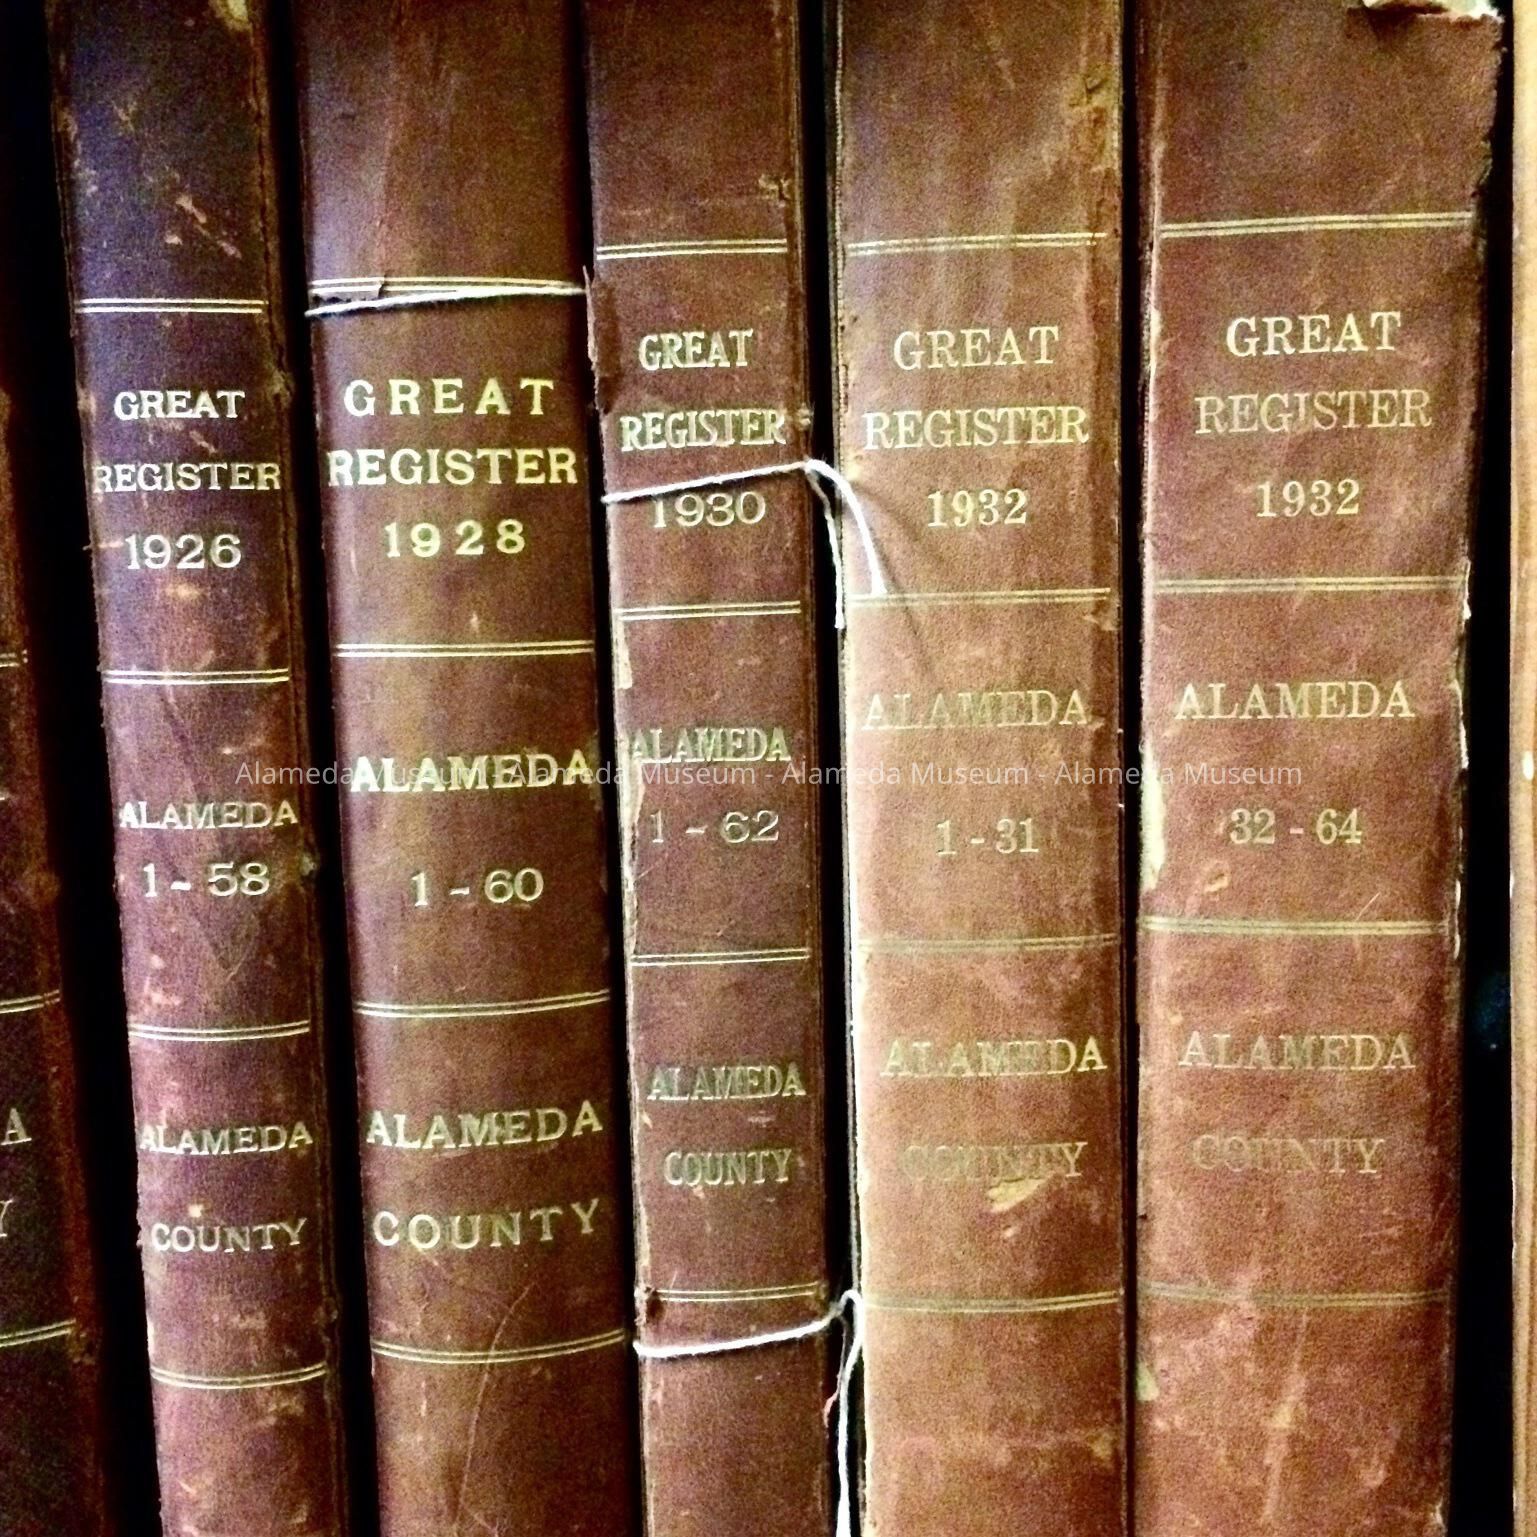 A
Y
GREAT
REGISTER
1926
ALAMEDA
1 - 58
ALAMEDA
COUNTY
GREAT
REGISTER
1928
ALAMEDA
1 - 60
ALAMEDA
COUNTY
GREAT
REGISTER
1930
ALAMEDA
1 - 62
ALAMEDA
COUNTY
GREAT
REGISTER
1932
ALAMEDA
1 - 31
ALAMEDA
COUNTY
GREAT
REGISTER
1932
ALAMEDA
32 - 64
ALAMEDA
COUNTY
Alameda Museum - Alameda Museum - Alameda Museum - Alameda Museum